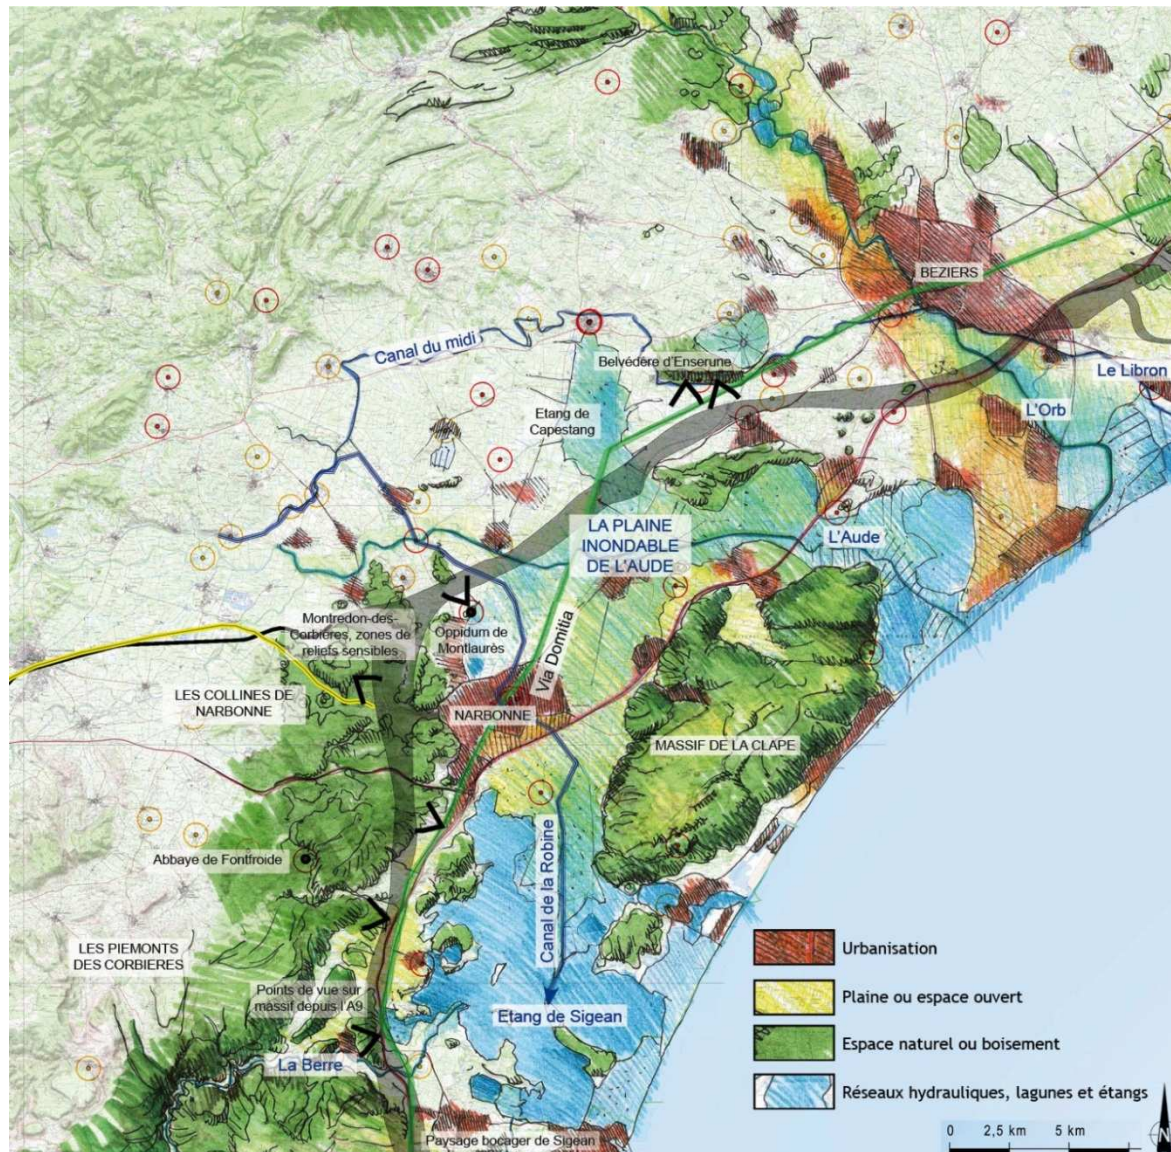 BEZIERS
Canal du midi
Belvédère d'Enserune
Le Libron
L'Orb
Etang de
Capestang
LA PLAINE
INONDABLE
DE L'AUDE
L'Aude
Montredon-des-
Corbières, zones de
reliefs sensibles
Oppidum de
Montlaurès
Via Domitia
LES COLLINES DE
NARBONNE
NARBONNE
MASSIF DE LA CLAPE
Abbaye de Fontfroide
Canal de la Robine
LES PIEMONTS
DES CORBIERES
Points de vue sur
massif depuis l'A9
Etang de Sigean
La Berre
Paysage bocager de Sigean
Urbanisation
Plaine ou espace ouvert
Espace naturel ou boisement
Réseaux hydrauliques, lagunes et étangs
0 2,5 km 5 km
N